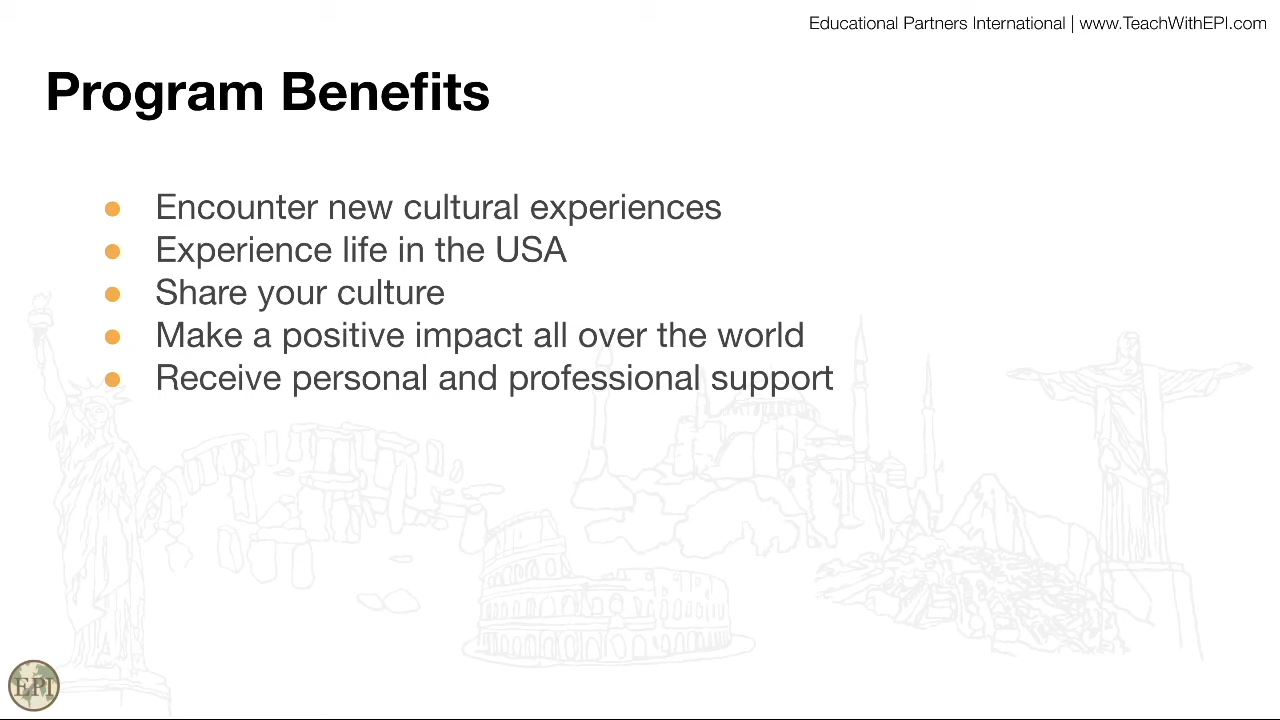 Educational Partners International | www.TeachWithEPI.com
Program Benefits
● Encounter new cultural experiences
● Experience life in the USA
● Share your culture
● Make a positive impact all over the world
● Receive personal and professional support
EPI